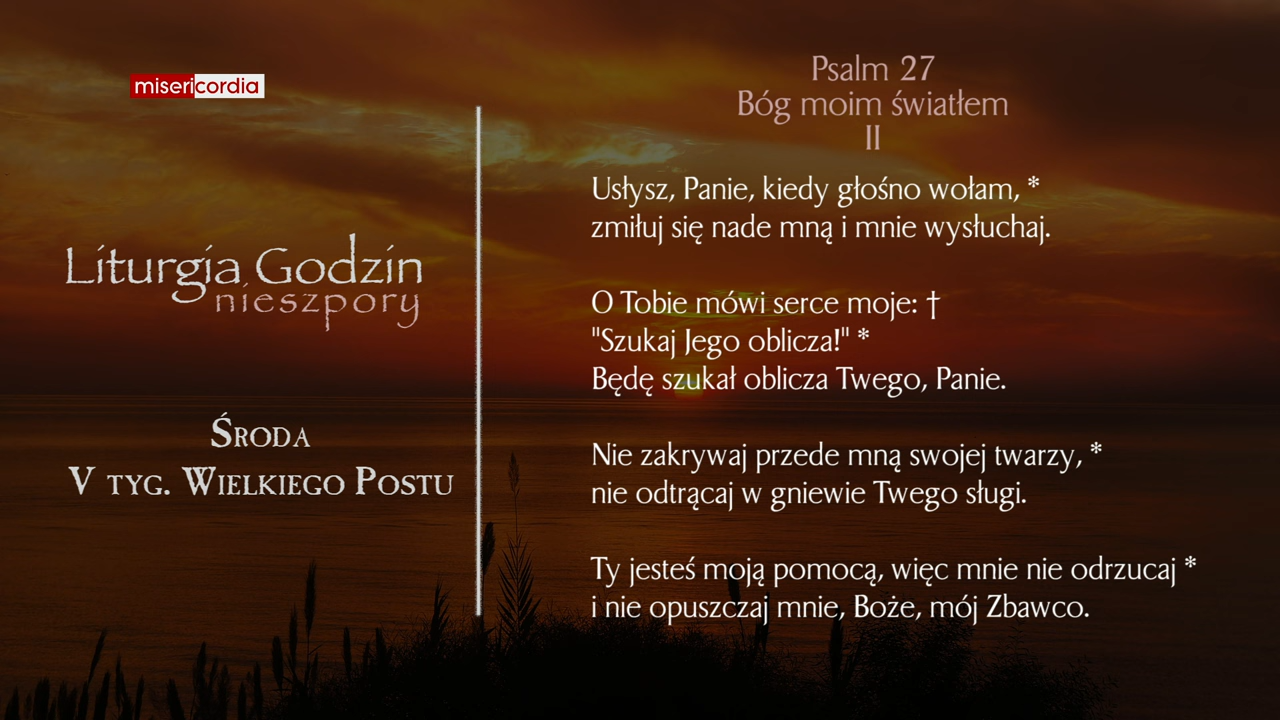 misericordia
Liturgia Godzin
nieszpory
Środa
V tyg. Wielkiego Postu
Psalm 27
Bóg moim światłem
II
Usłysz, Panie, kiedy głośno wołam, *
zmiłuj się nade mną i mnie wysłuchaj.
O Tobie mówi serce moje: †
"Szukaj Jego oblicza!" *
Będę szukał oblicza Twego, Panie.
Nie zakrywaj przede mną swojej twarzy, *
nie odtrącaj w gniewie Twego sługi.
Ty jesteś moją pomocą, więc mnie nie odrzucaj *
i nie opuszczaj mnie, Boże, mój Zbawco.